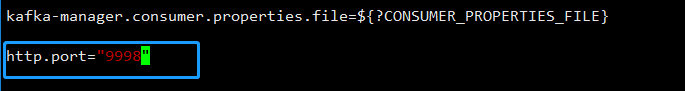 kafka-manager.consumer.properties.file=${?CONSUMER_PROPERTIES_FILE}
http.port="9998"